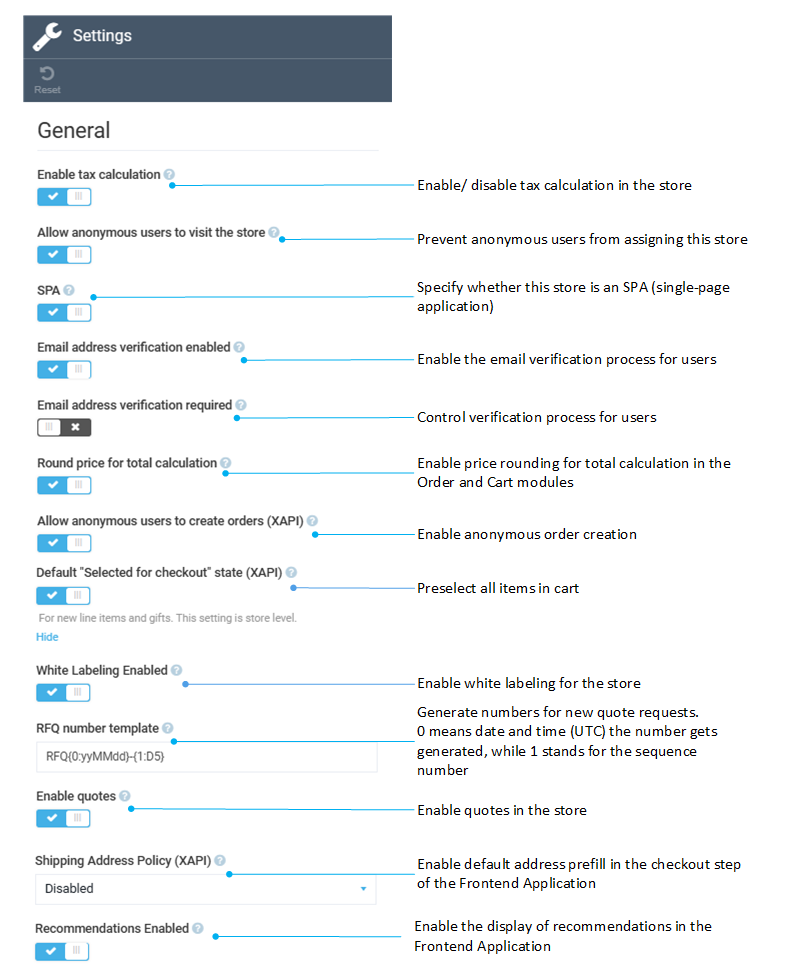 Settings
Reset
General
Enable tax calculation
Enable/ disable tax calculation in the store
Allow anonymous users to visit the store
Prevent anonymous users from assigning this store
SPA
Specify whether this store is an SPA (single-page
application)
Email address verification enabled
Enable the email verification process for users
Email address verification required
Control verification process for users
Round price for total calculation
Enable price rounding for total calculation in the
Order and Cart modules
Allow anonymous users to create orders (XAPI)
Enable anonymous order creation
Default "Selected for checkout" state (XAPI)
Preselect all items in cart
For new line items and gifts. This setting is store level.
Hide
White Labeling Enabled
Enable white labeling for the store
RFQ number template
RFQ{0:yyMMdd}-{1:D5}
Generate numbers for new quote requests.
0 means date and time (UTC) the number gets
generated, while 1 stands for the sequence
number
Enable quotes
Enable quotes in the store
Shipping Address Policy (XAPI)
Disabled
Enable default address prefill in the checkout step
of the Frontend Application
Recommendations Enabled
Enable the display of recommendations in the
Frontend Application